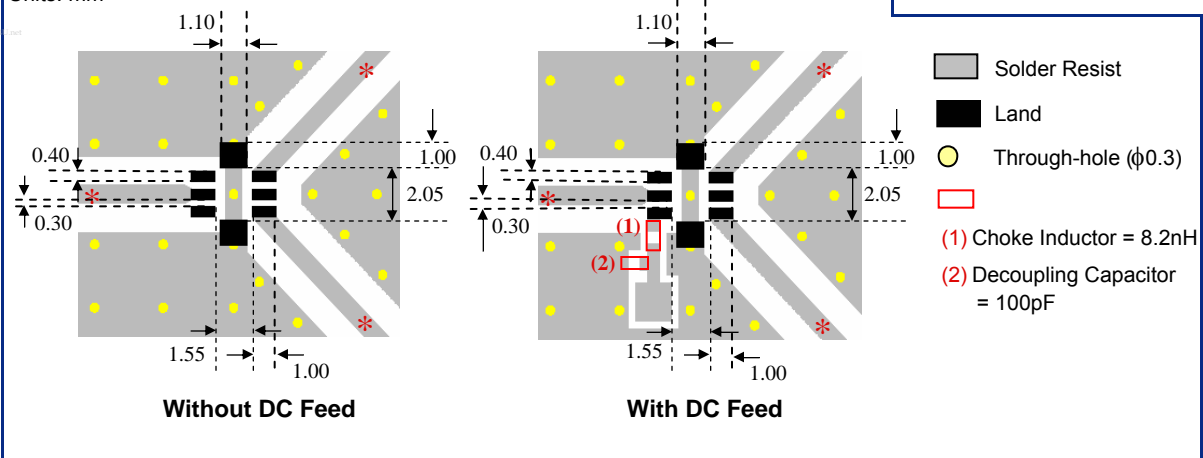 Units: mm
1.10
*
0.40
1.00
2.05
*
0.30
1.55
*
1.00
Without DC Feed
1.10
*
0.40
1.00
2.05
*
0.30
(1)
(2)
1.55
*
1.00
With DC Feed
Solder Resist
Land
Through-hole (ϕ0.3)
(1) Choke Inductor = 8.2nH
(2) Decoupling Capacitor
= 100pF